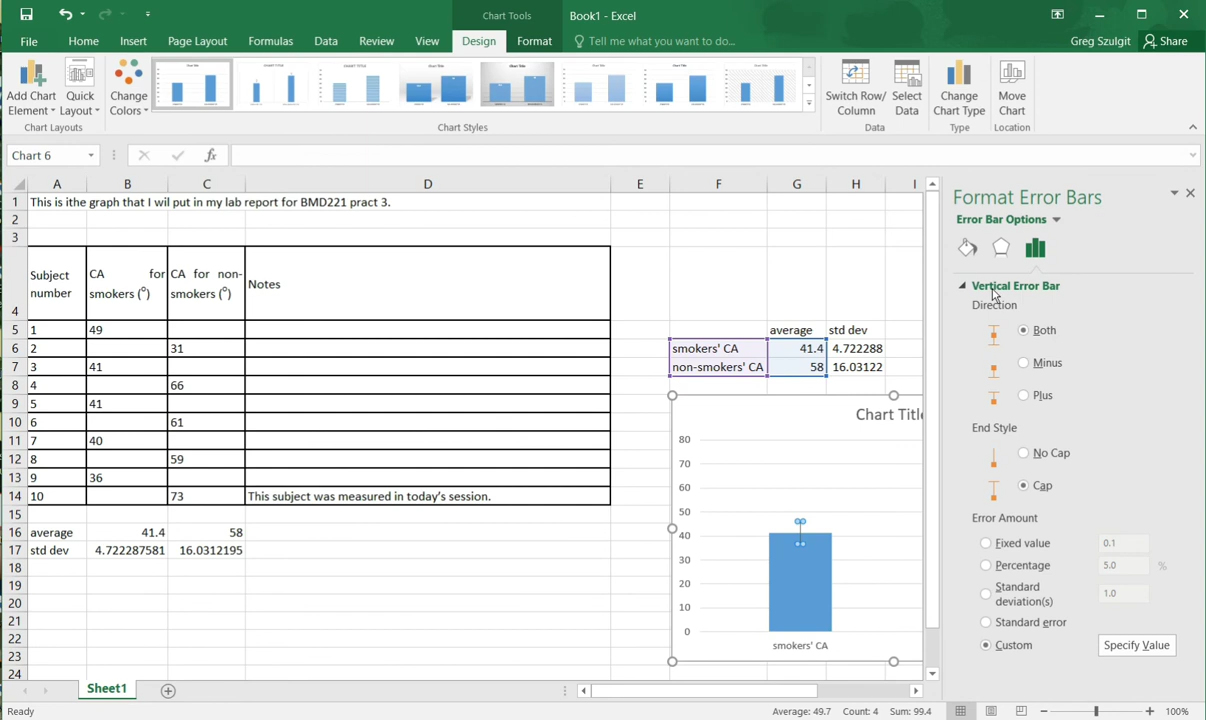 Chart Tools
Book1 - Excel
File Home Insert Page Layout Formulas Data Review View Design Format Tell me what you want to do... Greg Szulgit Share
Add Chart Element Quick Layout Change Colors Switch Row/ Column Select Data Change Chart Type Move Chart
Chart Layouts Chart Styles Data Type Location
Chart 6 fx
A B C D E F G H I
1 This is ithe graph that I wil put in my lab report for BMD221 pract 3.
2
3
4 Subject number CA for smokers (⁰) CA for non-smokers (⁰) Notes
5 1 49 average std dev
6 2 31 smokers' CA 41.4 4.722288
7 3 41 non-smokers' CA 58 16.03122
8 4 66
9 5 41
10 6 61
11 7 40
12 8 59
13 9 36
14 10 73 This subject was measured in today's session.
15
16 average 41.4 58
17 std dev 4.722287581 16.0312195
18
19
20
21
22
23
24
Chart Title
80
70
60
50
40
30
20
10
0
smokers' CA
Format Error Bars
Error Bar Options
Vertical Error Bar
Direction
Both
Minus
Plus
End Style
No Cap
Cap
Error Amount
Fixed value 0.1
Percentage 5.0 %
Standard deviation(s) 1.0
Standard error
Custom Specify Value
Sheet1
Ready Average: 49.7 Count: 4 Sum: 99.4 100%